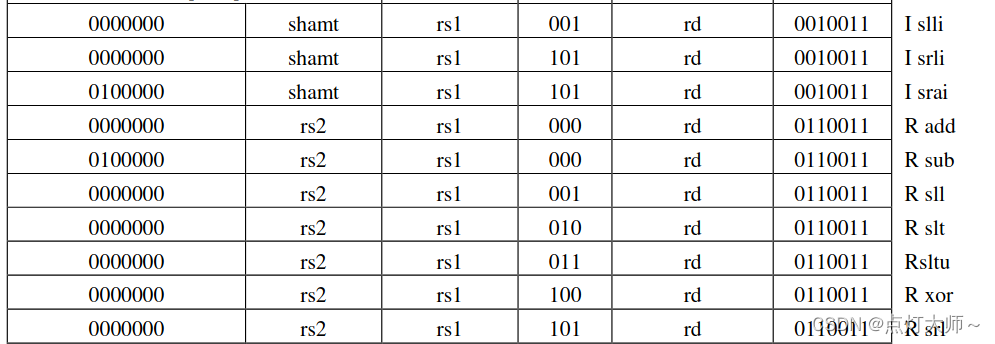 0000000 shamt rs1 001 rd 0010011 I slli
0000000 shamt rs1 101 rd 0010011 I srli
0100000 shamt rs1 101 rd 0010011 I srai
0000000 rs2 rs1 000 rd 0110011 R add
0100000 rs2 rs1 000 rd 0110011 R sub
0000000 rs2 rs1 001 rd 0110011 R sll
0000000 rs2 rs1 010 rd 0110011 R slt
0000000 rs2 rs1 011 rd 0110011 Rsltu
0000000 rs2 rs1 100 rd 0110011 R xor
0000000 rs2 rs1 101 rd 0110011 R srl
CSDN @点灯大师~